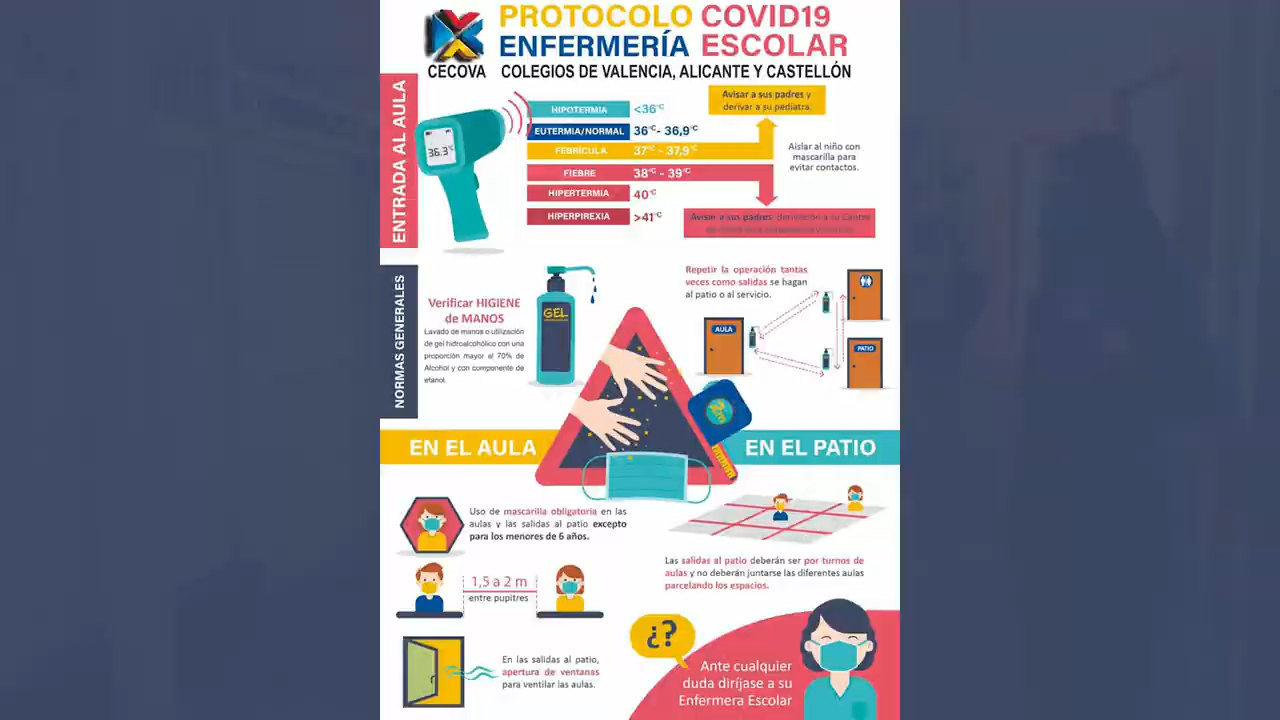 PROTOCOLO COVID19
ENFERMERÍA ESCOLAR
CECOVA COLEGIOS DE VALENCIA, ALICANTE Y CASTELLÓN
ENTRADA AL AULA
36.3°C
HIPOTERMIA <36°C
EUTERMIA/NORMAL 36°C- 36,9°C
FEBRÍCULA 37°C - 37,9°C
FIEBRE 38°C - 39°C
HIPERTERMIA 40°C
HIPERPIREXIA >41°C
Avisar a sus padres y
derivar a su pediatra.
Aislar al niño con
mascarilla para
evitar contactos.
Avisar a sus padres, derivación a su Centro
NORMAS GENERALES
Verificar HIGIENE
de MANOS
Lavado de manos o utilización
de gel hidroalcohólico con una
proporción mayor al 70% de
Alcohol y con componente de
etanol.
GEL
Repetir la operación tantas
veces como salidas se hagan
al patio o al servicio.
AULA
PATIO
2m
EN EL AULA
EN EL PATIO
Uso de mascarilla obligatoria en las
aulas y las salidas al patio excepto
para los menores de 6 años.
1,5 a 2 m
entre pupitres
En las salidas al patio,
apertura de ventanas
para ventilar las aulas.
Las salidas al patio deberán ser por turnos de
aulas y no deberán juntarse las diferentes aulas
parcelando los espacios.
¿?
Ante cualquier
duda diríjase a su
Enfermera Escolar